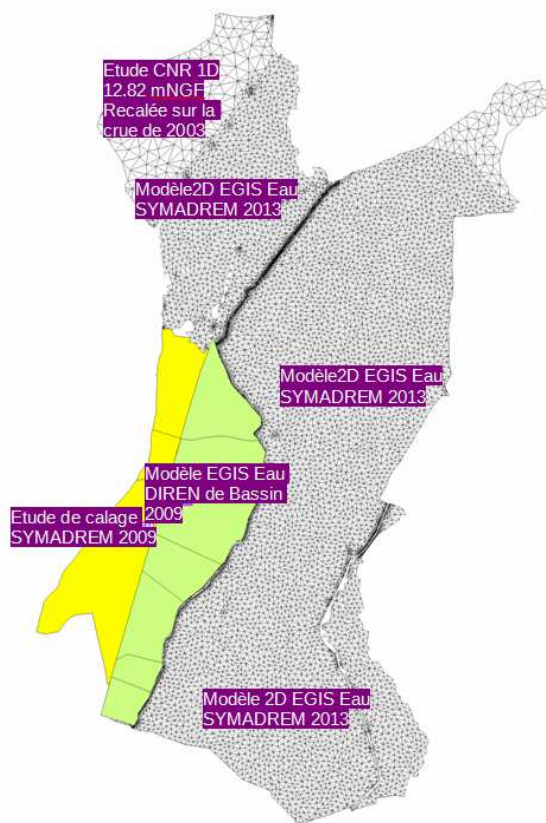 Etude CNR 1D
12.82 mNGF
Recalée sur la
crue de 2003
Modèle2D EGIS Eau
SYMADREM 2013
Modèle2D EGIS Eau
SYMADREM 2013
Modèle EGIS Eau
DIREN de Bassin
2009
Etude de calage
SYMADREM 2009
Modèle 2D EGIS Eau
SYMADREM 2013